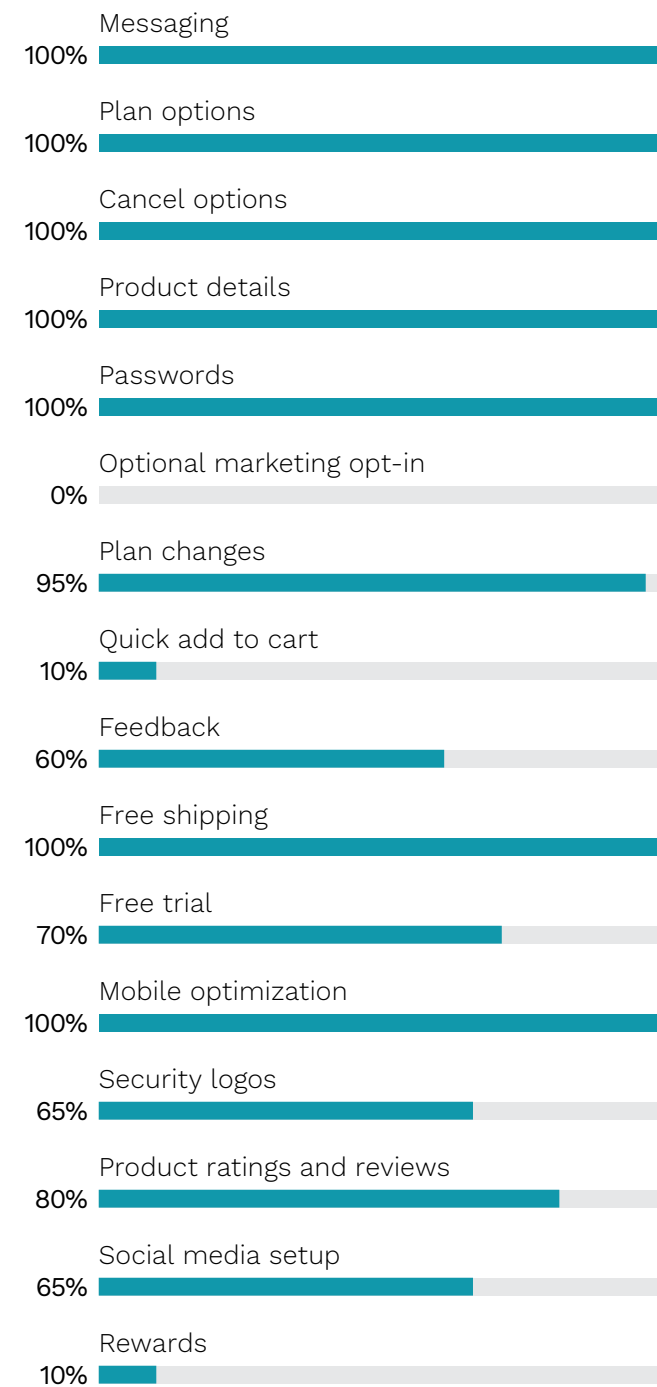 Messaging
100%
Plan options
100%
Cancel options
100%
Product details
100%
Passwords
100%
Optional marketing opt-in
0%
Plan changes
95%
Quick add to cart
10%
Feedback
60%
Free shipping
100%
Free trial
70%
Mobile optimization
100%
Security logos
65%
Product ratings and reviews
80%
Social media setup
65%
Rewards
10%